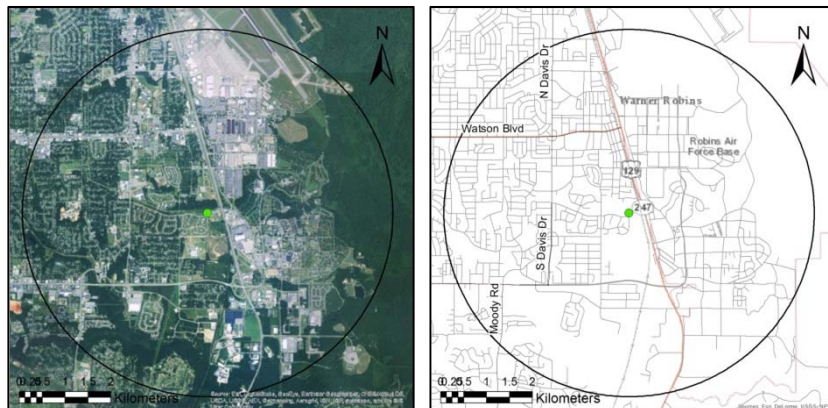 N
0 0.25 0.5 1 1.5 2
Kilometers
N
N Davis Dr
Warner Robins
Watson Blvd
Robins Air
Force Base
129
247
S Davis Dr
Moody Rd
0 0.25 0.5 1 1.5 2
Kilometers